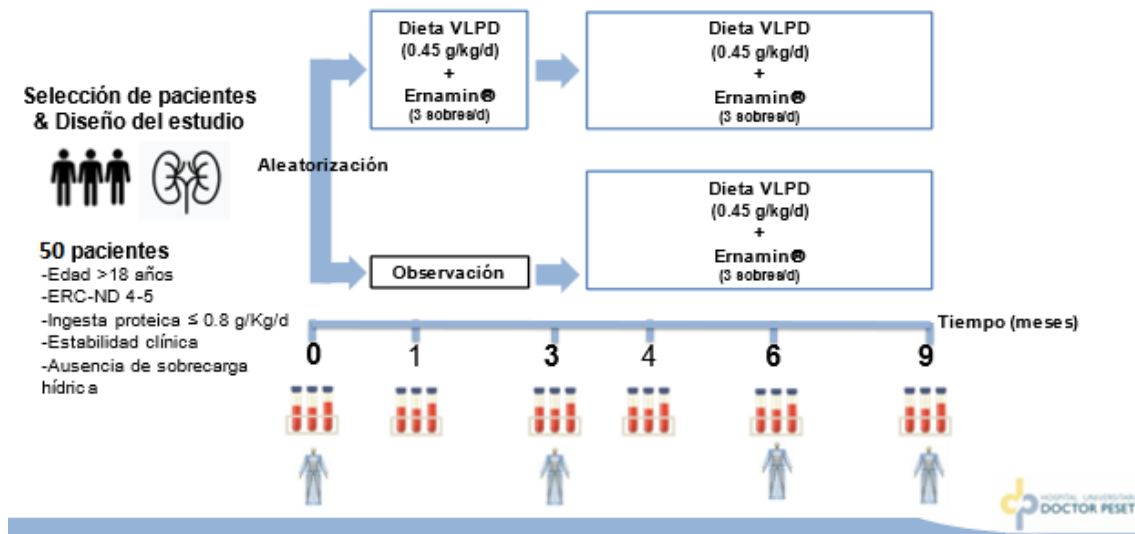 Selección de pacientes
& Diseño del estudio
50 pacientes
-Edad >18 años
-ERC-ND 4-5
-Ingesta proteica ≤ 0.8 g/Kg/d
-Estabilidad clínica
-Ausencia de sobrecarga
hídrica
Aleatorización
Dieta VLPD
(0.45 g/kg/d)
+
Ernamin®
(3 sobres/d)
Dieta VLPD
(0.45 g/kg/d)
+
Ernamin®
(3 sobres/d)
Observación
Dieta VLPD
(0.45 g/kg/d)
+
Ernamin®
(3 sobres/d)
Tiempo (meses)
0 1 3 4 6 9
HOSPITAL UNIVERSITARI
DOCTOR PESET